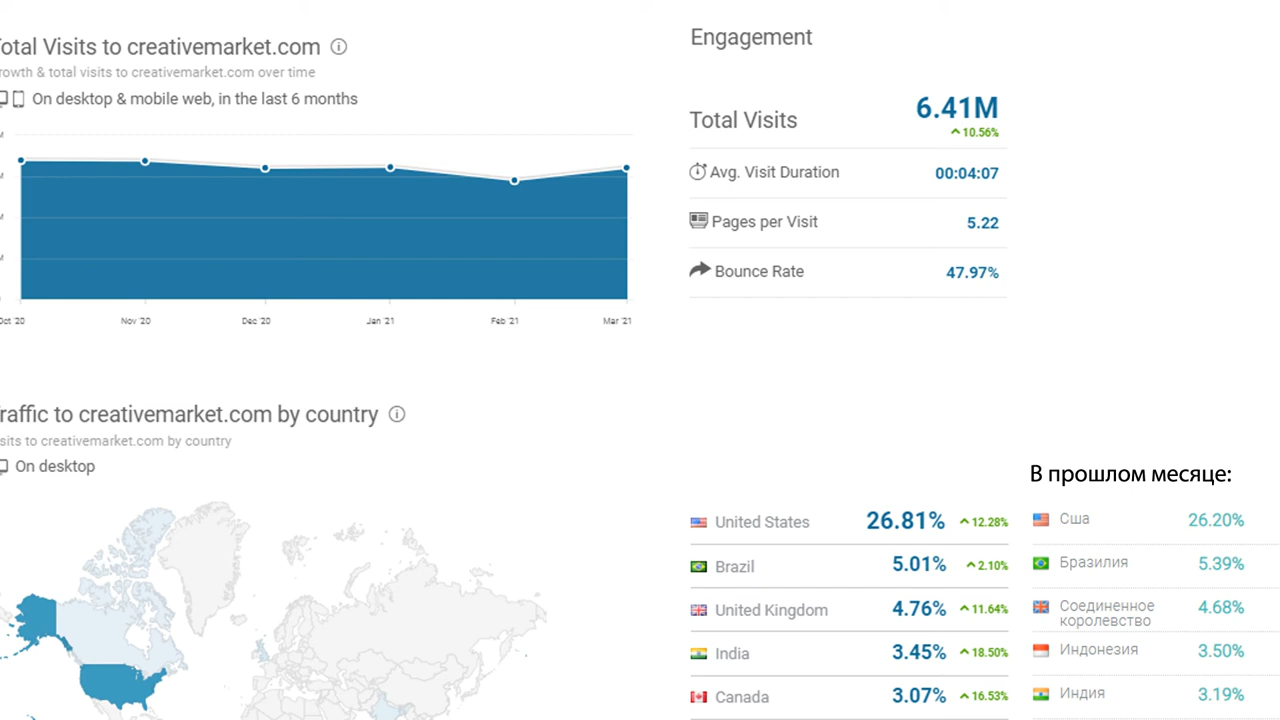 otal Visits to creativemarket.com
rowth & total visits to creativemarket.com over time
On desktop & mobile web, in the last 6 months
M
M
M
M
Oct '20
Nov '20
Dec '20
Jan '21
Feb '21
Mar '21
Engagement
Total Visits
6.41M
10.56%
Avg. Visit Duration
00:04:07
Pages per Visit
5.22
Bounce Rate
47.97%
raffic to creativemarket.com by country
isits to creativemarket.com by country
On desktop
United States 26.81% 12.28%
Brazil 5.01% 2.10%
United Kingdom 4.76% 11.64%
India 3.45% 18.50%
Canada 3.07% 16.53%
В прошлом месяце:
Сша 26.20%
Бразилия 5.39%
Соединенное
королевство
4.68%
Индонезия 3.50%
Индия 3.19%